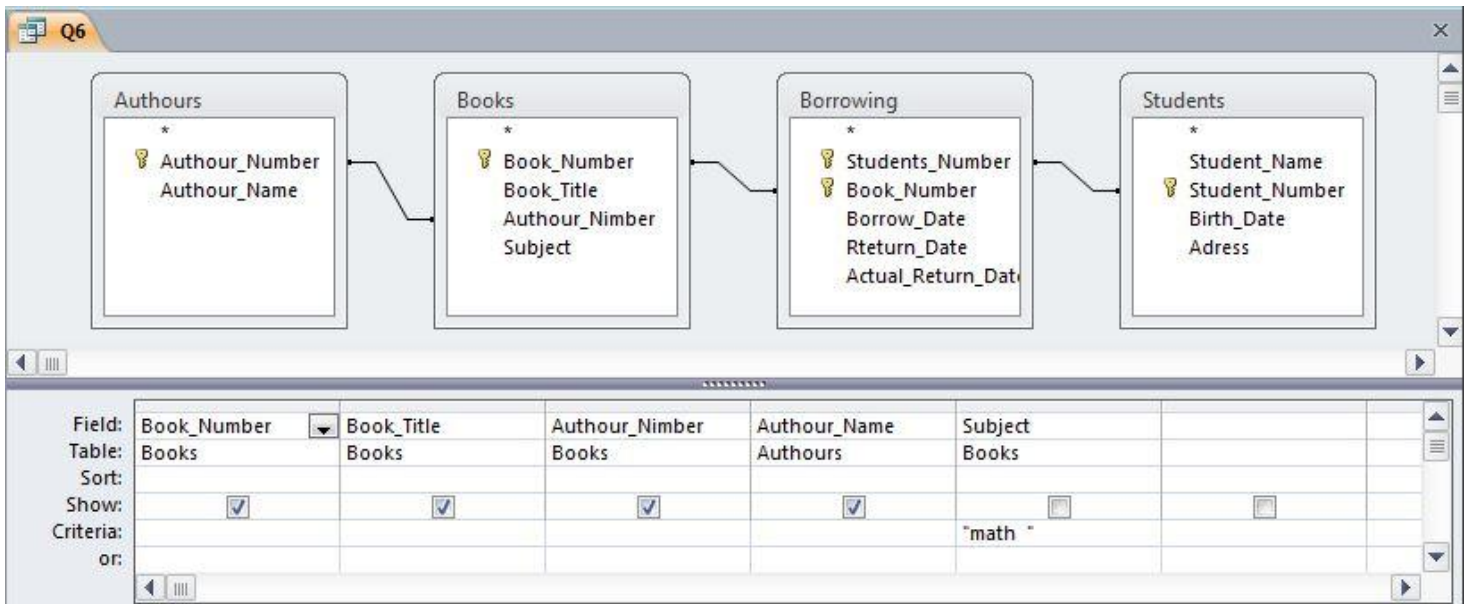 Q6
Authours
*
Authour_Number
Authour_Name
Books
*
Book_Number
Book_Title
Authour_Nimber
Subject
Borrowing
*
Students_Number
Book_Number
Borrow_Date
Rteturn_Date
Actual_Return_Date
Students
*
Student_Name
Student_Number
Birth_Date
Adress
Field: Book_Number Book_Title Authour_Nimber Authour_Name Subject
Table: Books Books Books Authours Books
Sort:
Show:
Criteria: "math  "
or: